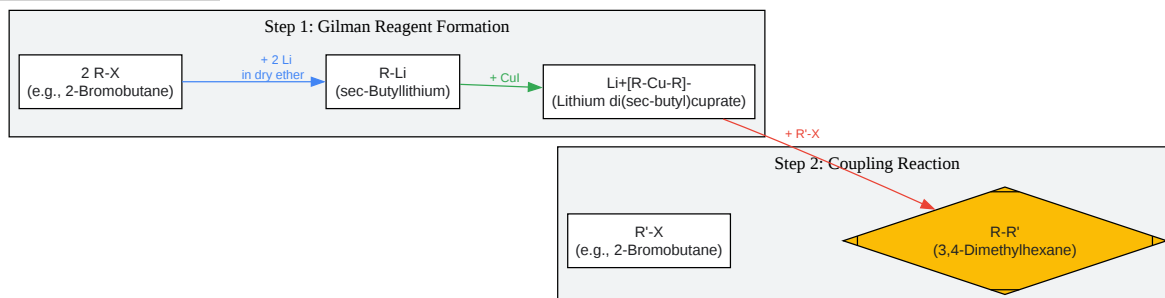 Step 1: Gilman Reagent Formation
2 R-X
(e.g., 2-Bromobutane)
+ 2 Li
in dry ether
R-Li
(sec-Butyllithium)
+ CuI
Li+[R-Cu-R]-
(Lithium di(sec-butyl)cuprate)
+ R'-X
Step 2: Coupling Reaction
R'-X
(e.g., 2-Bromobutane)
R-R'
(3,4-Dimethylhexane)